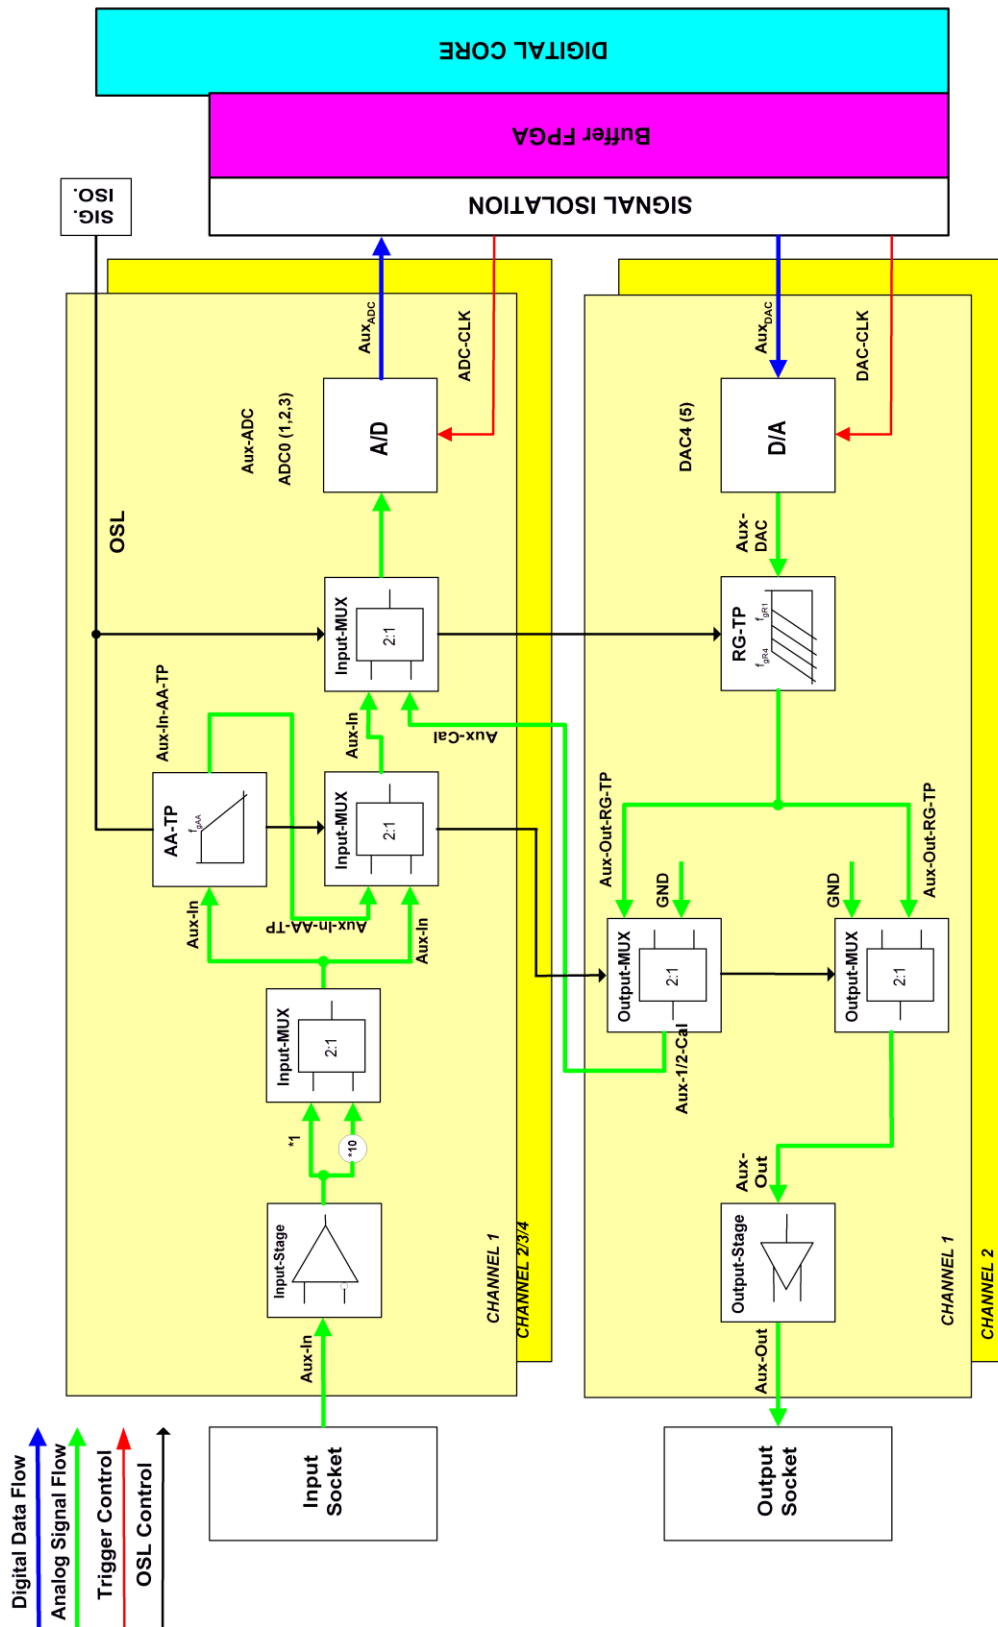 Digital Data Flow
Analog Signal Flow
Trigger Control
OSL Control
SIG.
ISO.
DIGITAL CORE
Buffer FPGA
SIGNAL ISOLATION
OSL
Input
Socket
Aux-In
Input-Stage
*1
*10
Input-MUX
2:1
Aux-In
Aux-In
AA-TP
fgAA
Aux-In-AA-TP
Aux-In-AA-TP
Input-MUX
2:1
Aux-In
Aux-Cal
Input-MUX
2:1
Aux-ADC
ADC0 (1,2,3)
A/D
AuxADC
ADC-CLK
CHANNEL 1
CHANNEL 2/3/4
Output
Socket
Aux-Out
Output-Stage
Aux-
Out
Aux-1/2-Cal
Output-MUX
2:1
GND
Aux-Out-RG-TP
Output-MUX
2:1
GND
Aux-Out-RG-TP
RG-TP
fgR4
fgR1
Aux-
DAC
DAC4 (5)
D/A
AuxDAC
DAC-CLK
CHANNEL 1
CHANNEL 2